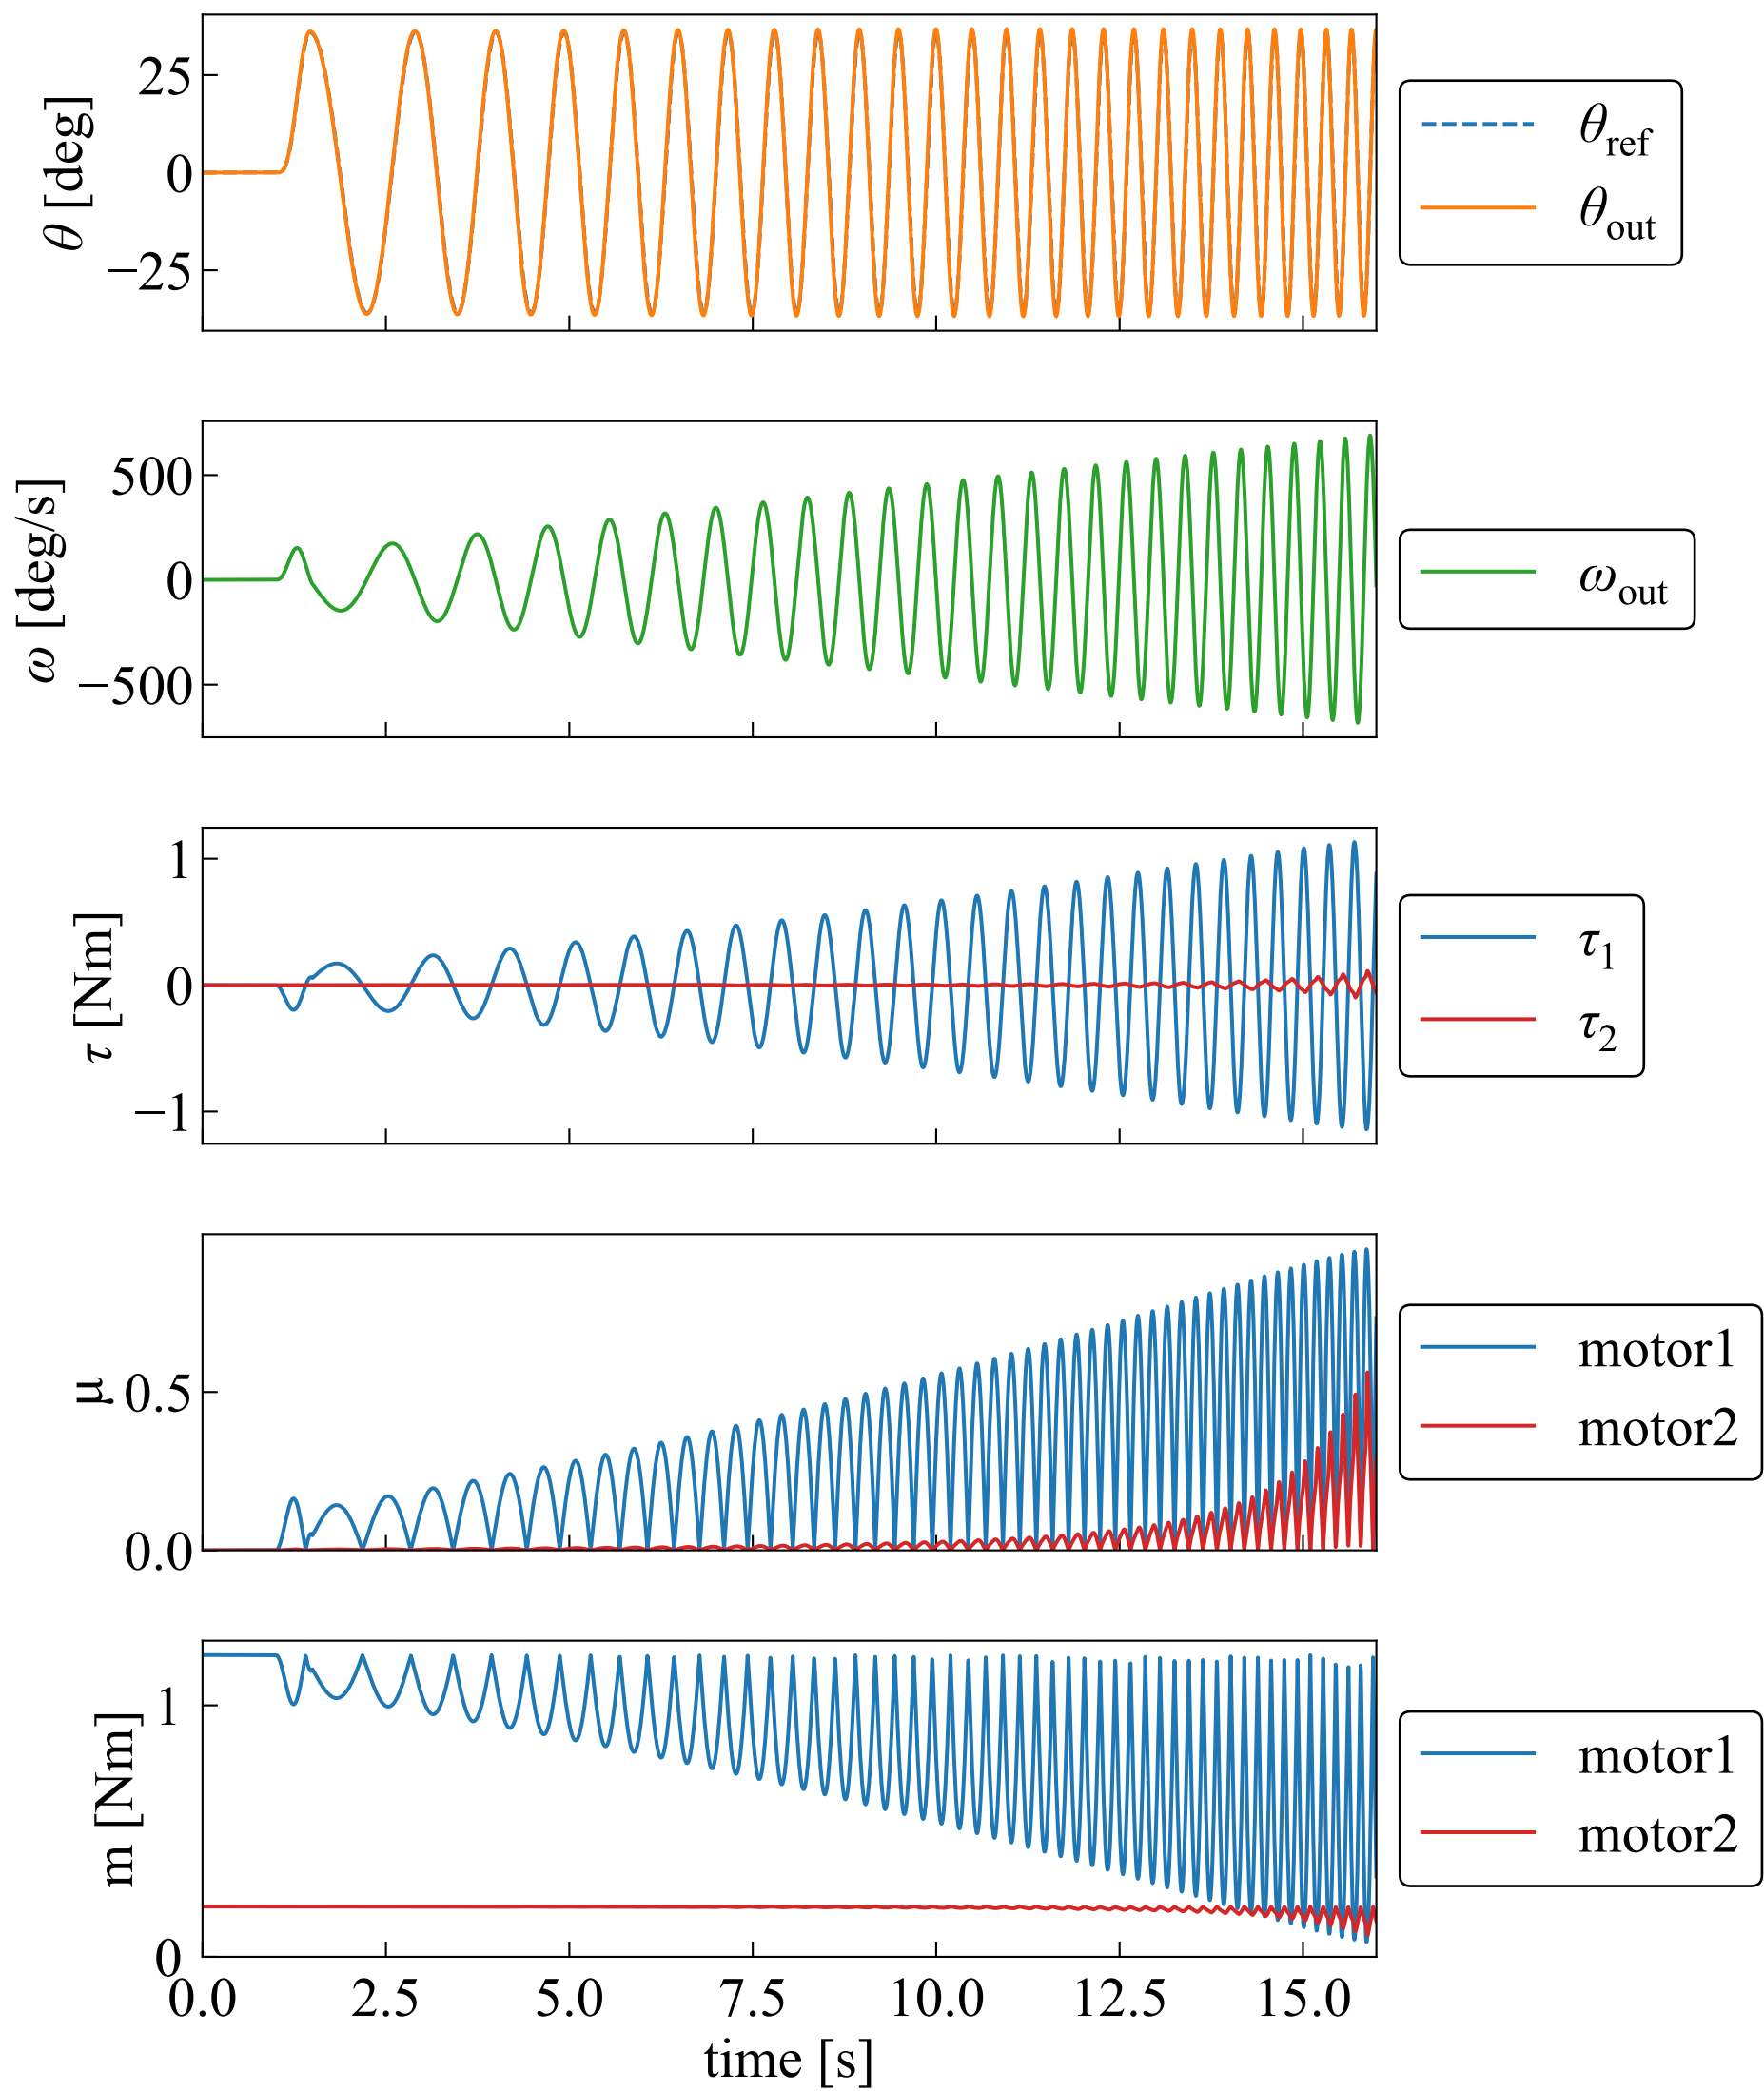 θ [deg]
25
0
−25
θref
θout
ω [deg/s]
500
0
−500
ωout
τ [Nm]
1
0
−1
τ1
τ2
μ
0.5
0.0
motor1
motor2
m [Nm]
1
0
motor1
motor2
0.0 2.5 5.0 7.5 10.0 12.5 15.0
time [s]